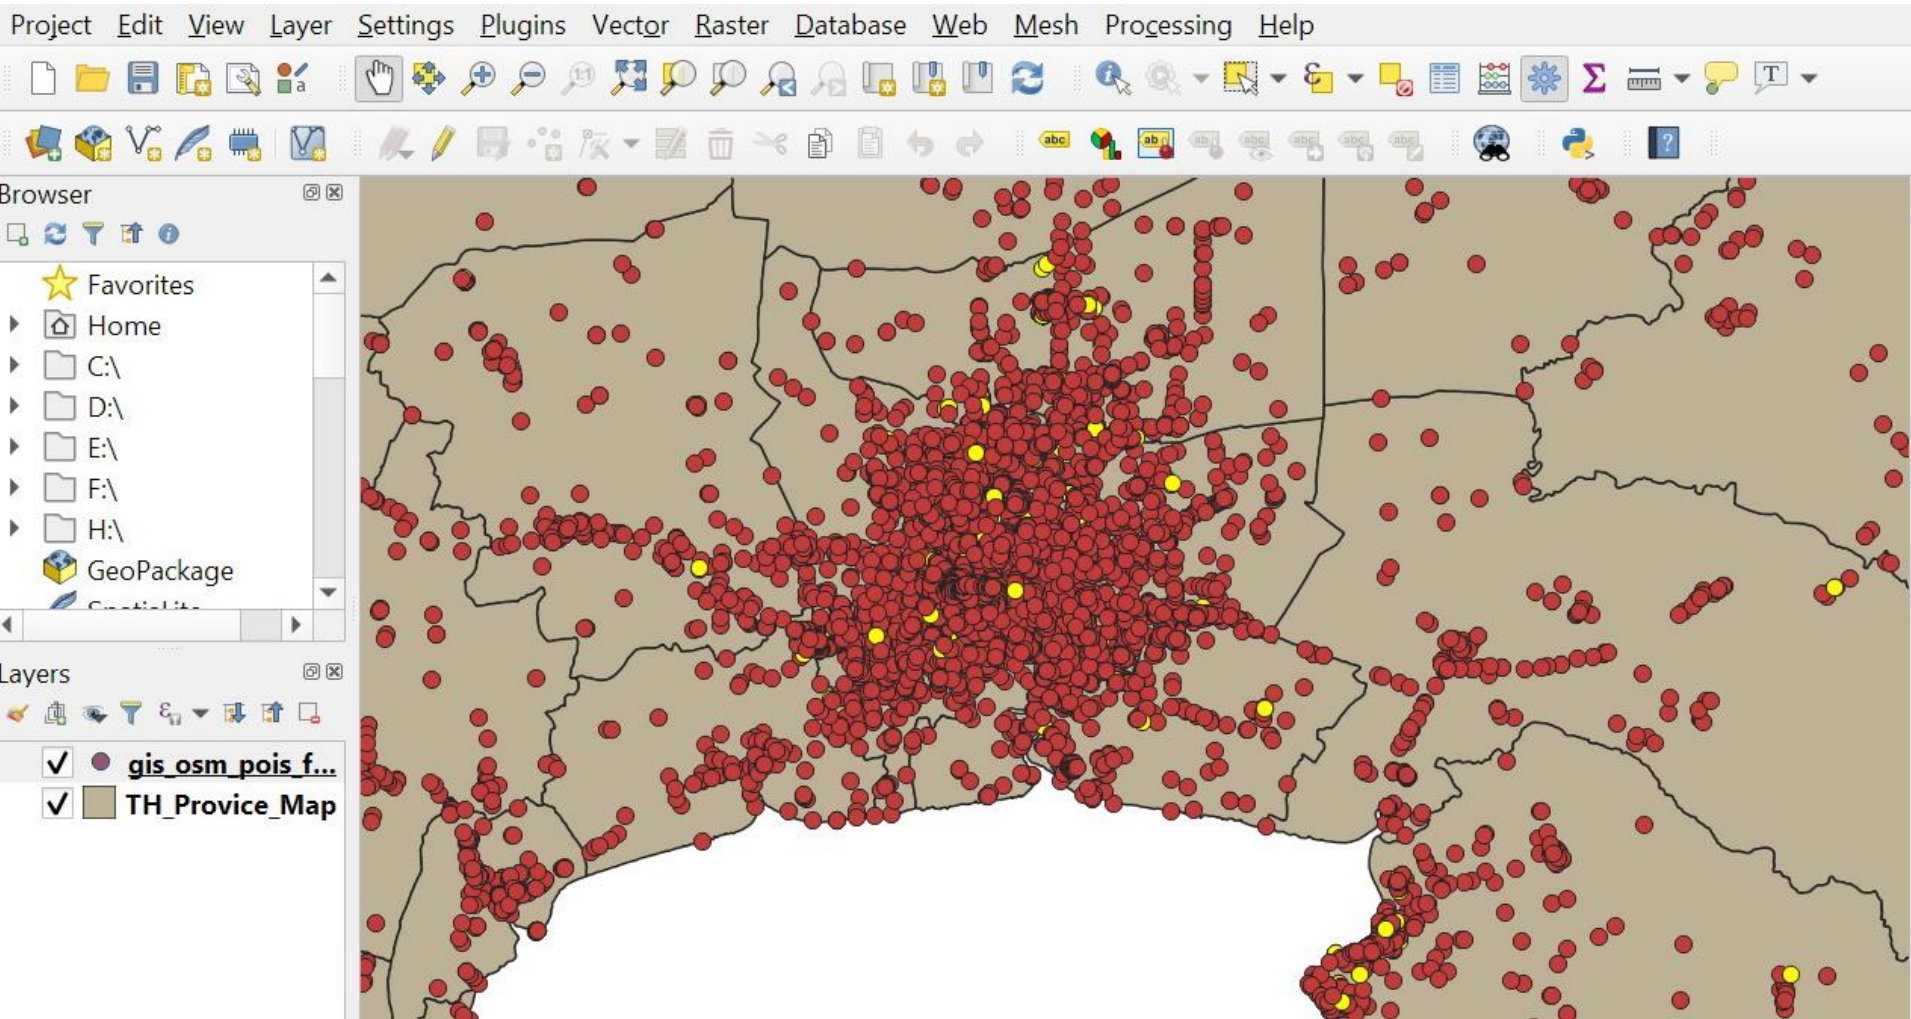 Project Edit View Layer Settings Plugins Vector Raster Database Web Mesh Processing Help
Browser
Favorites
Home
C:\
D:\
E:\
F:\
H:\
GeoPackage
Layers
gis_osm_pois_f...
TH_Provice_Map